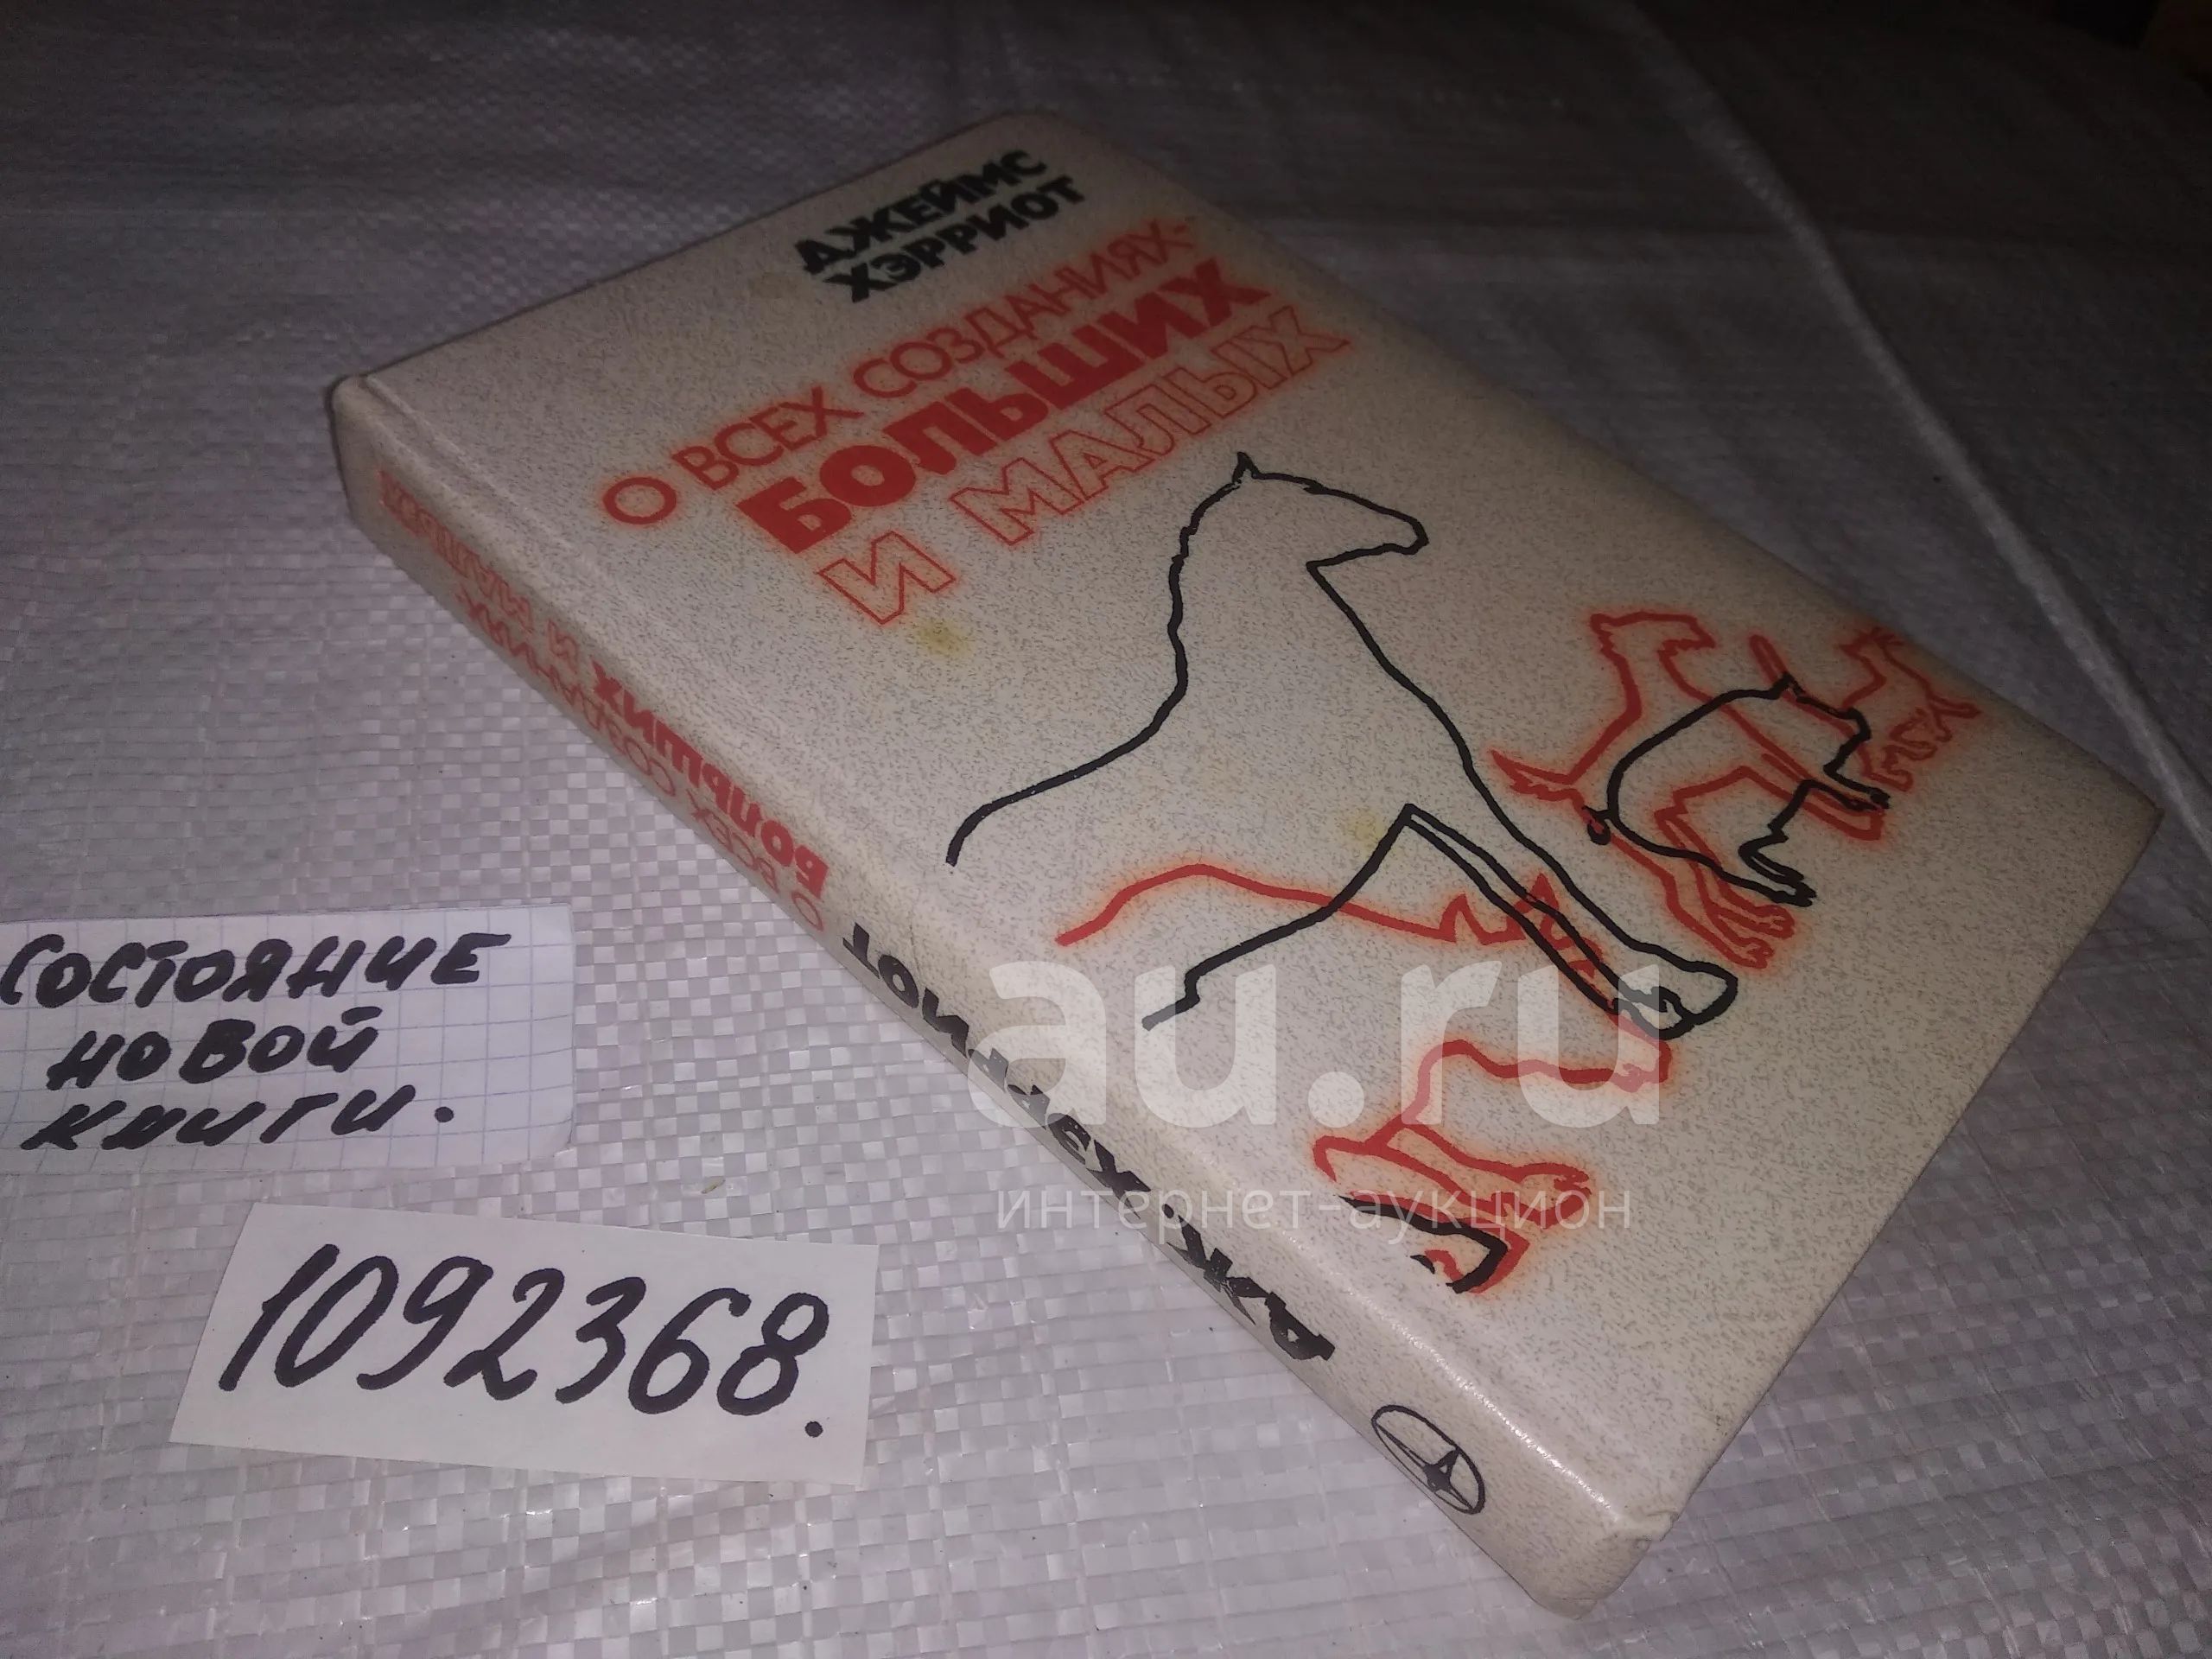 ДЖЕЙМС
ХЭРРИОТ
О ВСЕХ СОЗДАНИЯХ-
БОЛЬШИХ
И МАЛЫХ
О ВСЕХ СОЗДАНИЯХ-
БОЛЬШИХ И МАЛЫХ
ДЖ. ХЭРРИОТ
состояние
новой
книги.
1092368.
au.ru
интернет-аукцион